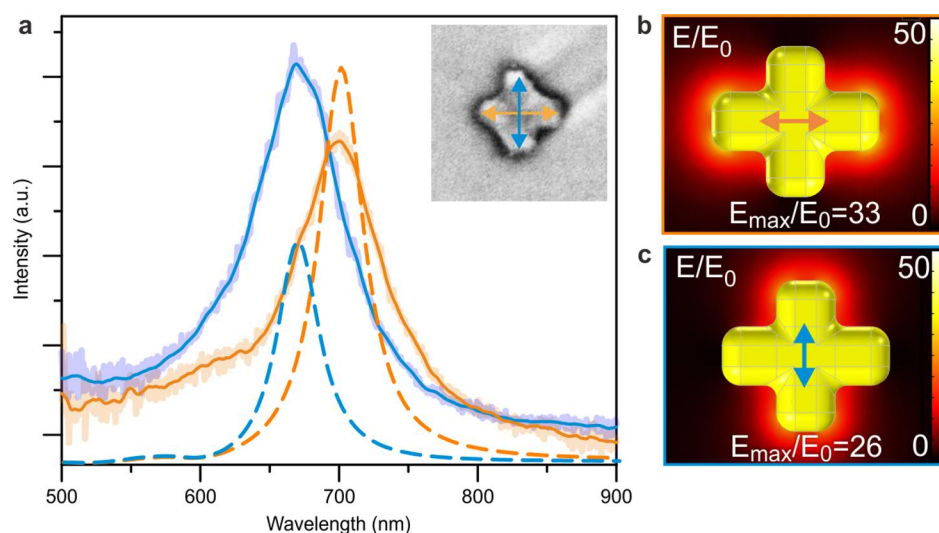 a
Intensity (a.u.)
500
600
700
800
900
Wavelength (nm)
b
E/E₀
50
Eₘₐₓ/E₀=33
0
c
E/E₀
50
Eₘₐₓ/E₀=26
0